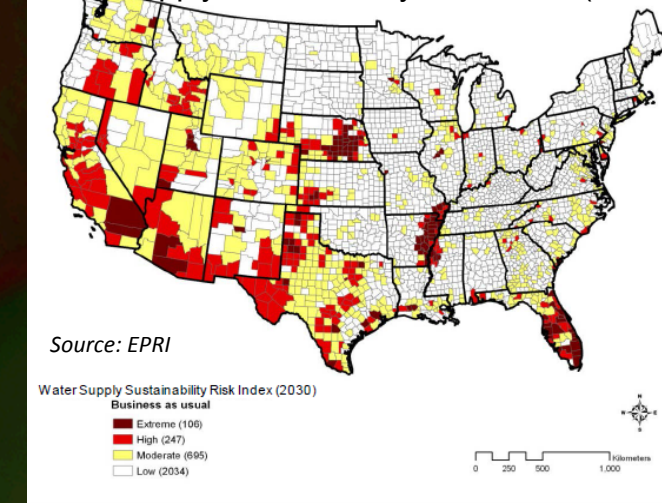 Source: EPRI
Water Supply Sustainability Risk Index (2030)
Business as usual
Extreme (106)
High (247)
Moderate (695)
Low (2034)
N
W E
S
Kilometers
0 250 500 1,000